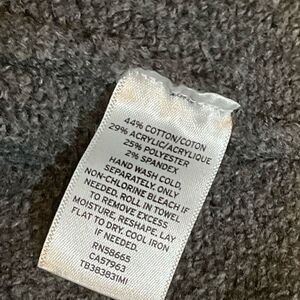 44% COTTON/COTON
29% ACRYLIC/ACRYLIQUE
25% POLYESTER
2% SPANDEX
HAND WASH COLD,
SEPARATELY, ONLY
NON-CHLORINE BLEACH IF
NEEDED, ROLL IN TOWEL
TO REMOVE EXCESS
MOISTURE, RESHAPE, LAY
FLAT TO DRY. COOL IRON
IF NEEDED.
RN58665
CA57963
TB383831MI